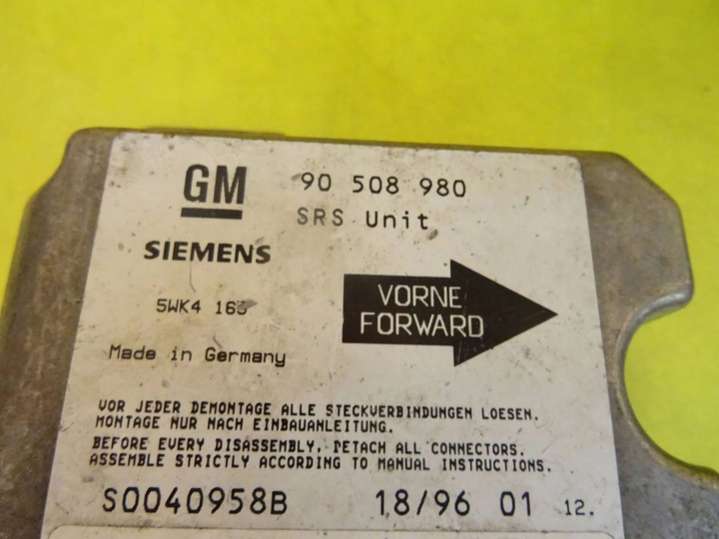 GM
90 508 980
SRS Unit
SIEMENS
5WK4 163
VORNE
FORWARD
Made in Germany
VOR JEDER DEMONTAGE ALLE STECKVERBINDUNGEN LOESEN.
MONTAGE NUR NACH EINBAUANLEITUNG.
BEFORE EVERY DISASSEMBLY, DETACH ALL CONNECTORS.
ASSEMBLE STRICTLY ACCORDING TO MANUAL INSTRUCTIONS.
S0040958B 18/96 01 12.